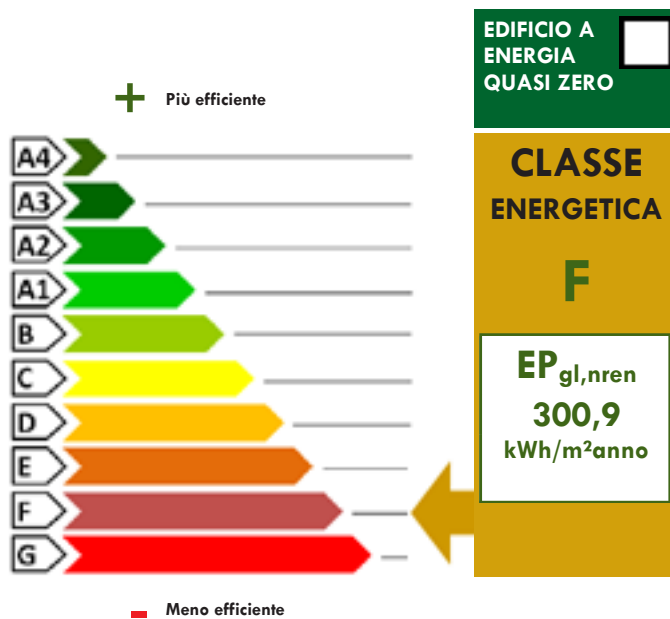 EDIFICIO A
ENERGIA
QUASI ZERO
+ Più efficiente
A4
A3
A2
A1
B
C
D
E
F
G
CLASSE
ENERGETICA
F
EPgl,nren
300,9
kWh/m²anno
- Meno efficiente